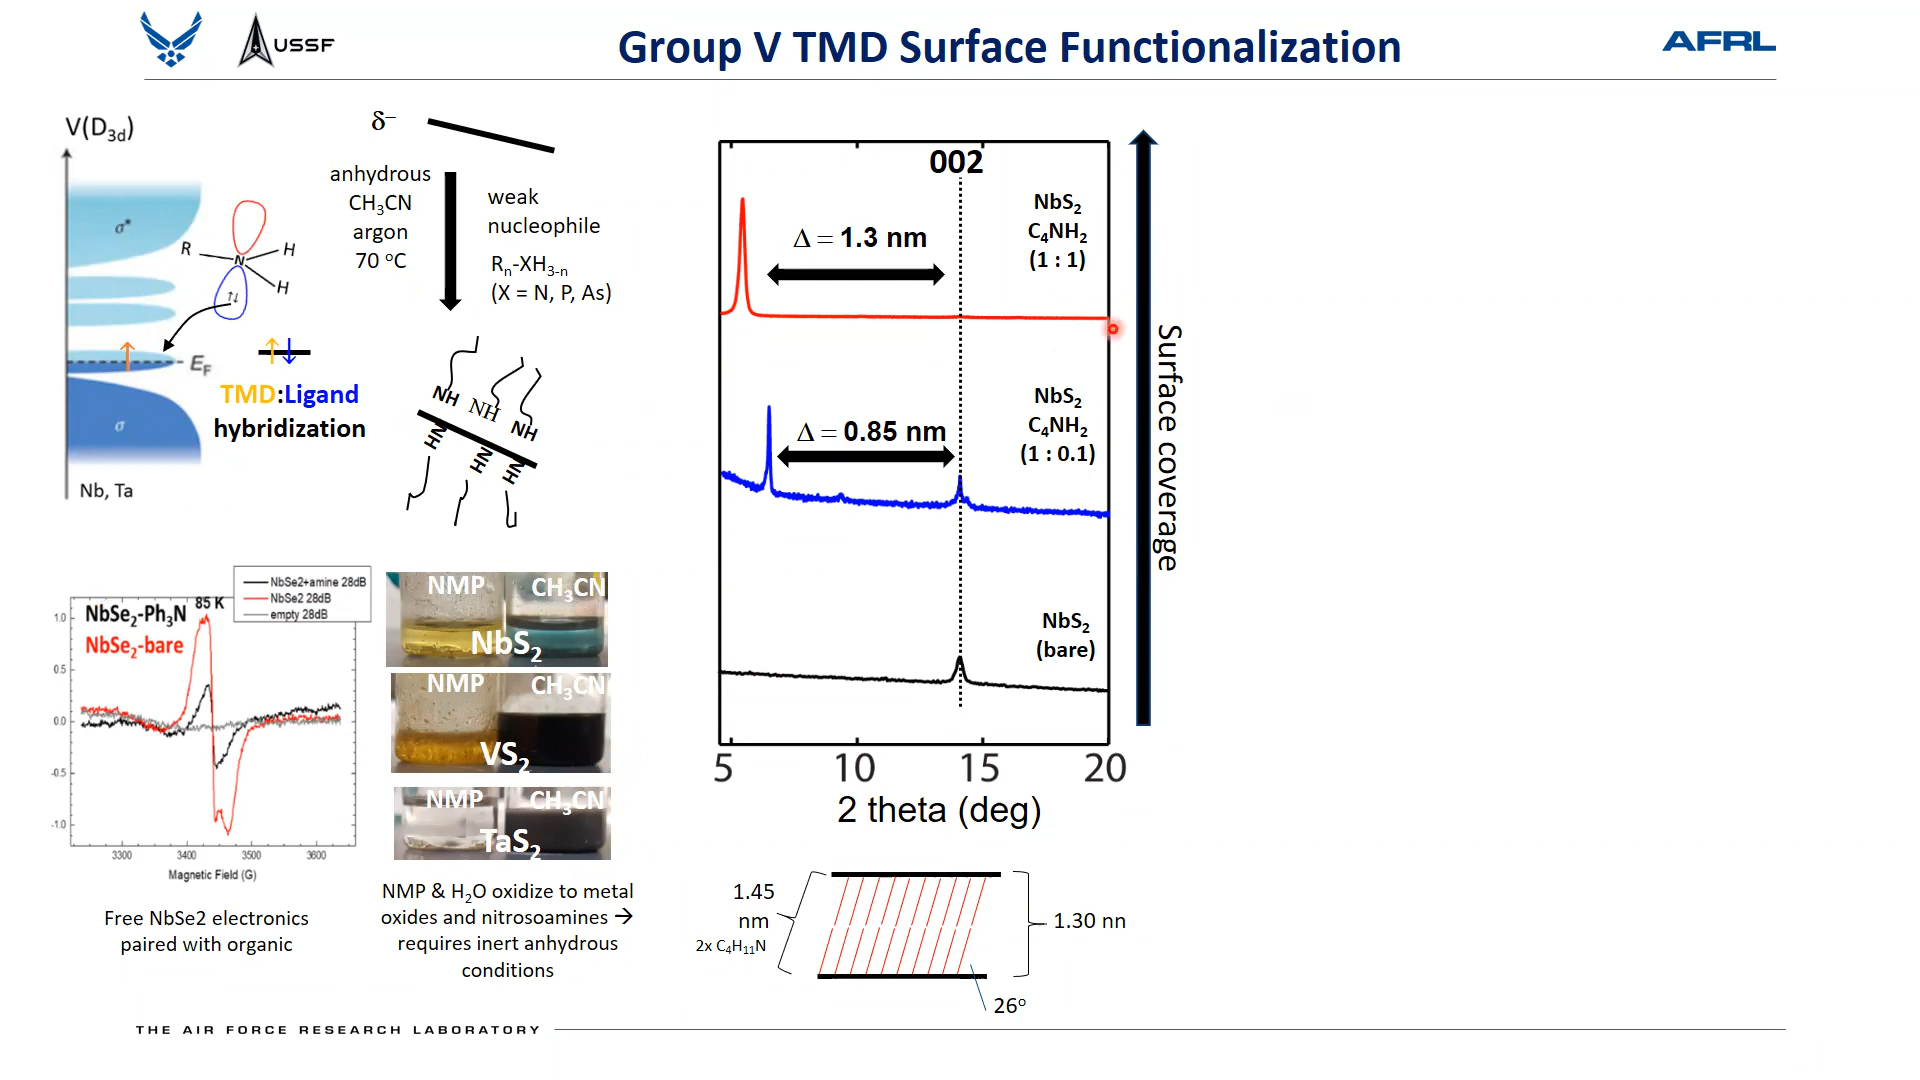 USSF
Group V TMD Surface Functionalization
AFRL
V(D3d)
σ*
σ
EF
Nb, Ta
R
N
H
H
↑↓
TMD:Ligand
hybridization
δ–
anhydrous
CH3CN
argon
70 oC
weak
nucleophile
Rn-XH3-n
(X = N, P, As)
NH
NH
NH
HN
HN
HN
002
Δ = 1.3 nm
NbS2
C4NH2
(1 : 1)
Δ = 0.85 nm
NbS2
C4NH2
(1 : 0.1)
NbS2
(bare)
5 10 15 20
2 theta (deg)
Surface coverage
NbSe2+amine 28dB
NbSe2 28dB
empty 28dB
85 K
NbSe2-Ph3N
NbSe2-bare
1.0
0.5
0.0
-0.5
-1.0
3300 3400 3500 3600
Magnetic Field (G)
Free NbSe2 electronics
paired with organic
NMP CH3CN
NbS2
NMP CH3CN
VS2
NMP CH3CN
TaS2
NMP & H2O oxidize to metal
oxides and nitrosoamines →
requires inert anhydrous
conditions
1.45
nm
2x C4H11N
1.30 nn
26o
THE AIR FORCE RESEARCH LABORATORY